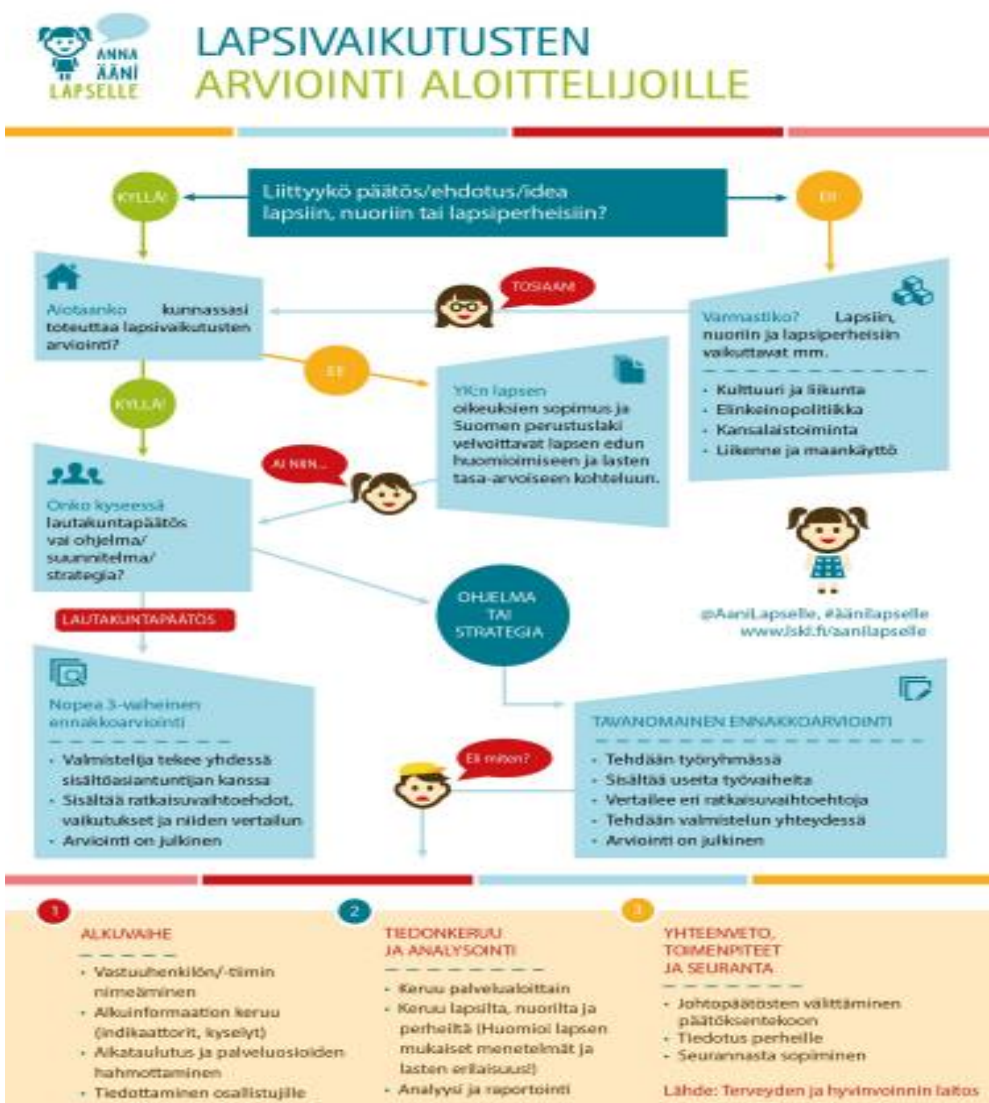 ANNA
ÄÄNI
LAPSELLE
LAPSIVAIKUTUSTEN
ARVIOINTI ALOITTELIJOILLE
KYLLÄ!
Liittyykö päätös/ehdotus/idea
lapsiin, nuoriin tai lapsiperheisiin?
EI!
Aiotaanko kunnassasi
toteuttaa lapsivaikutusten
arviointi?
TOSIAAN!
Varmastiko? Lapsiin,
nuoriin ja lapsiperheisiin
vaikuttavat mm.
• Kulttuuri ja liikunta
• Elinkeinopolitiikka
• Kansalaistoiminta
• Liikenne ja maankäyttö
EI!
KYLLÄ!
YK:n lapsen
oikeuksien sopimus ja
Suomen perustuslaki
velvoittavat lapsen edun
huomioimiseen ja lasten
tasa-arvoiseen kohteluun.
AI NIIN...
Onko kyseessä
lautakuntapäätös
vai ohjelma/
suunnitelma/
strategia?
LAUTAKUNTAPÄÄTÖS
OHJELMA
TAI
STRATEGIA
@AaniLapselle, #äänilapselle
www.lskl.fi/aanilapselle
Nopea 3-vaiheinen
ennakkoarviointi
• Valmistelija tekee yhdessä
sisältöasiantuntijan kanssa
• Sisältää ratkaisuvaihtoehdot,
vaikutukset ja niiden vertailun
• Arviointi on julkinen
Eli miten?
TAVANOMAINEN ENNAKKOARVIOINTI
• Tehdään työryhmässä
• Sisältää useita työvaiheita
• Vertailee eri ratkaisuvaihtoehtoja
• Tehdään valmistelun yhteydessä
• Arviointi on julkinen
1
ALKUVAIHE
• Vastuuhenkilön/-tiimin
nimeäminen
• Alkuinformaation keruu
(indikaattorit, kyselyt)
• Aikataulutus ja palveluosioiden
hahmottaminen
• Tiedottaminen osallistujille
2
TIEDONKERUU
JA ANALYSOINTI
• Keruu palvelualoittain
• Keruu lapsilta, nuorilta ja
perheiltä (Huomioi lapsen
mukaiset menetelmät ja
lasten erilaisuus!)
• Analyysi ja raportointi
3
YHTEENVETO,
TOIMENPITEET
JA SEURANTA
• Johtopäätösten välittäminen
päätöksentekoon
• Tiedotus perheille
• Seurannasta sopiminen
Lähde: Terveyden ja hyvinvoinnin laitos